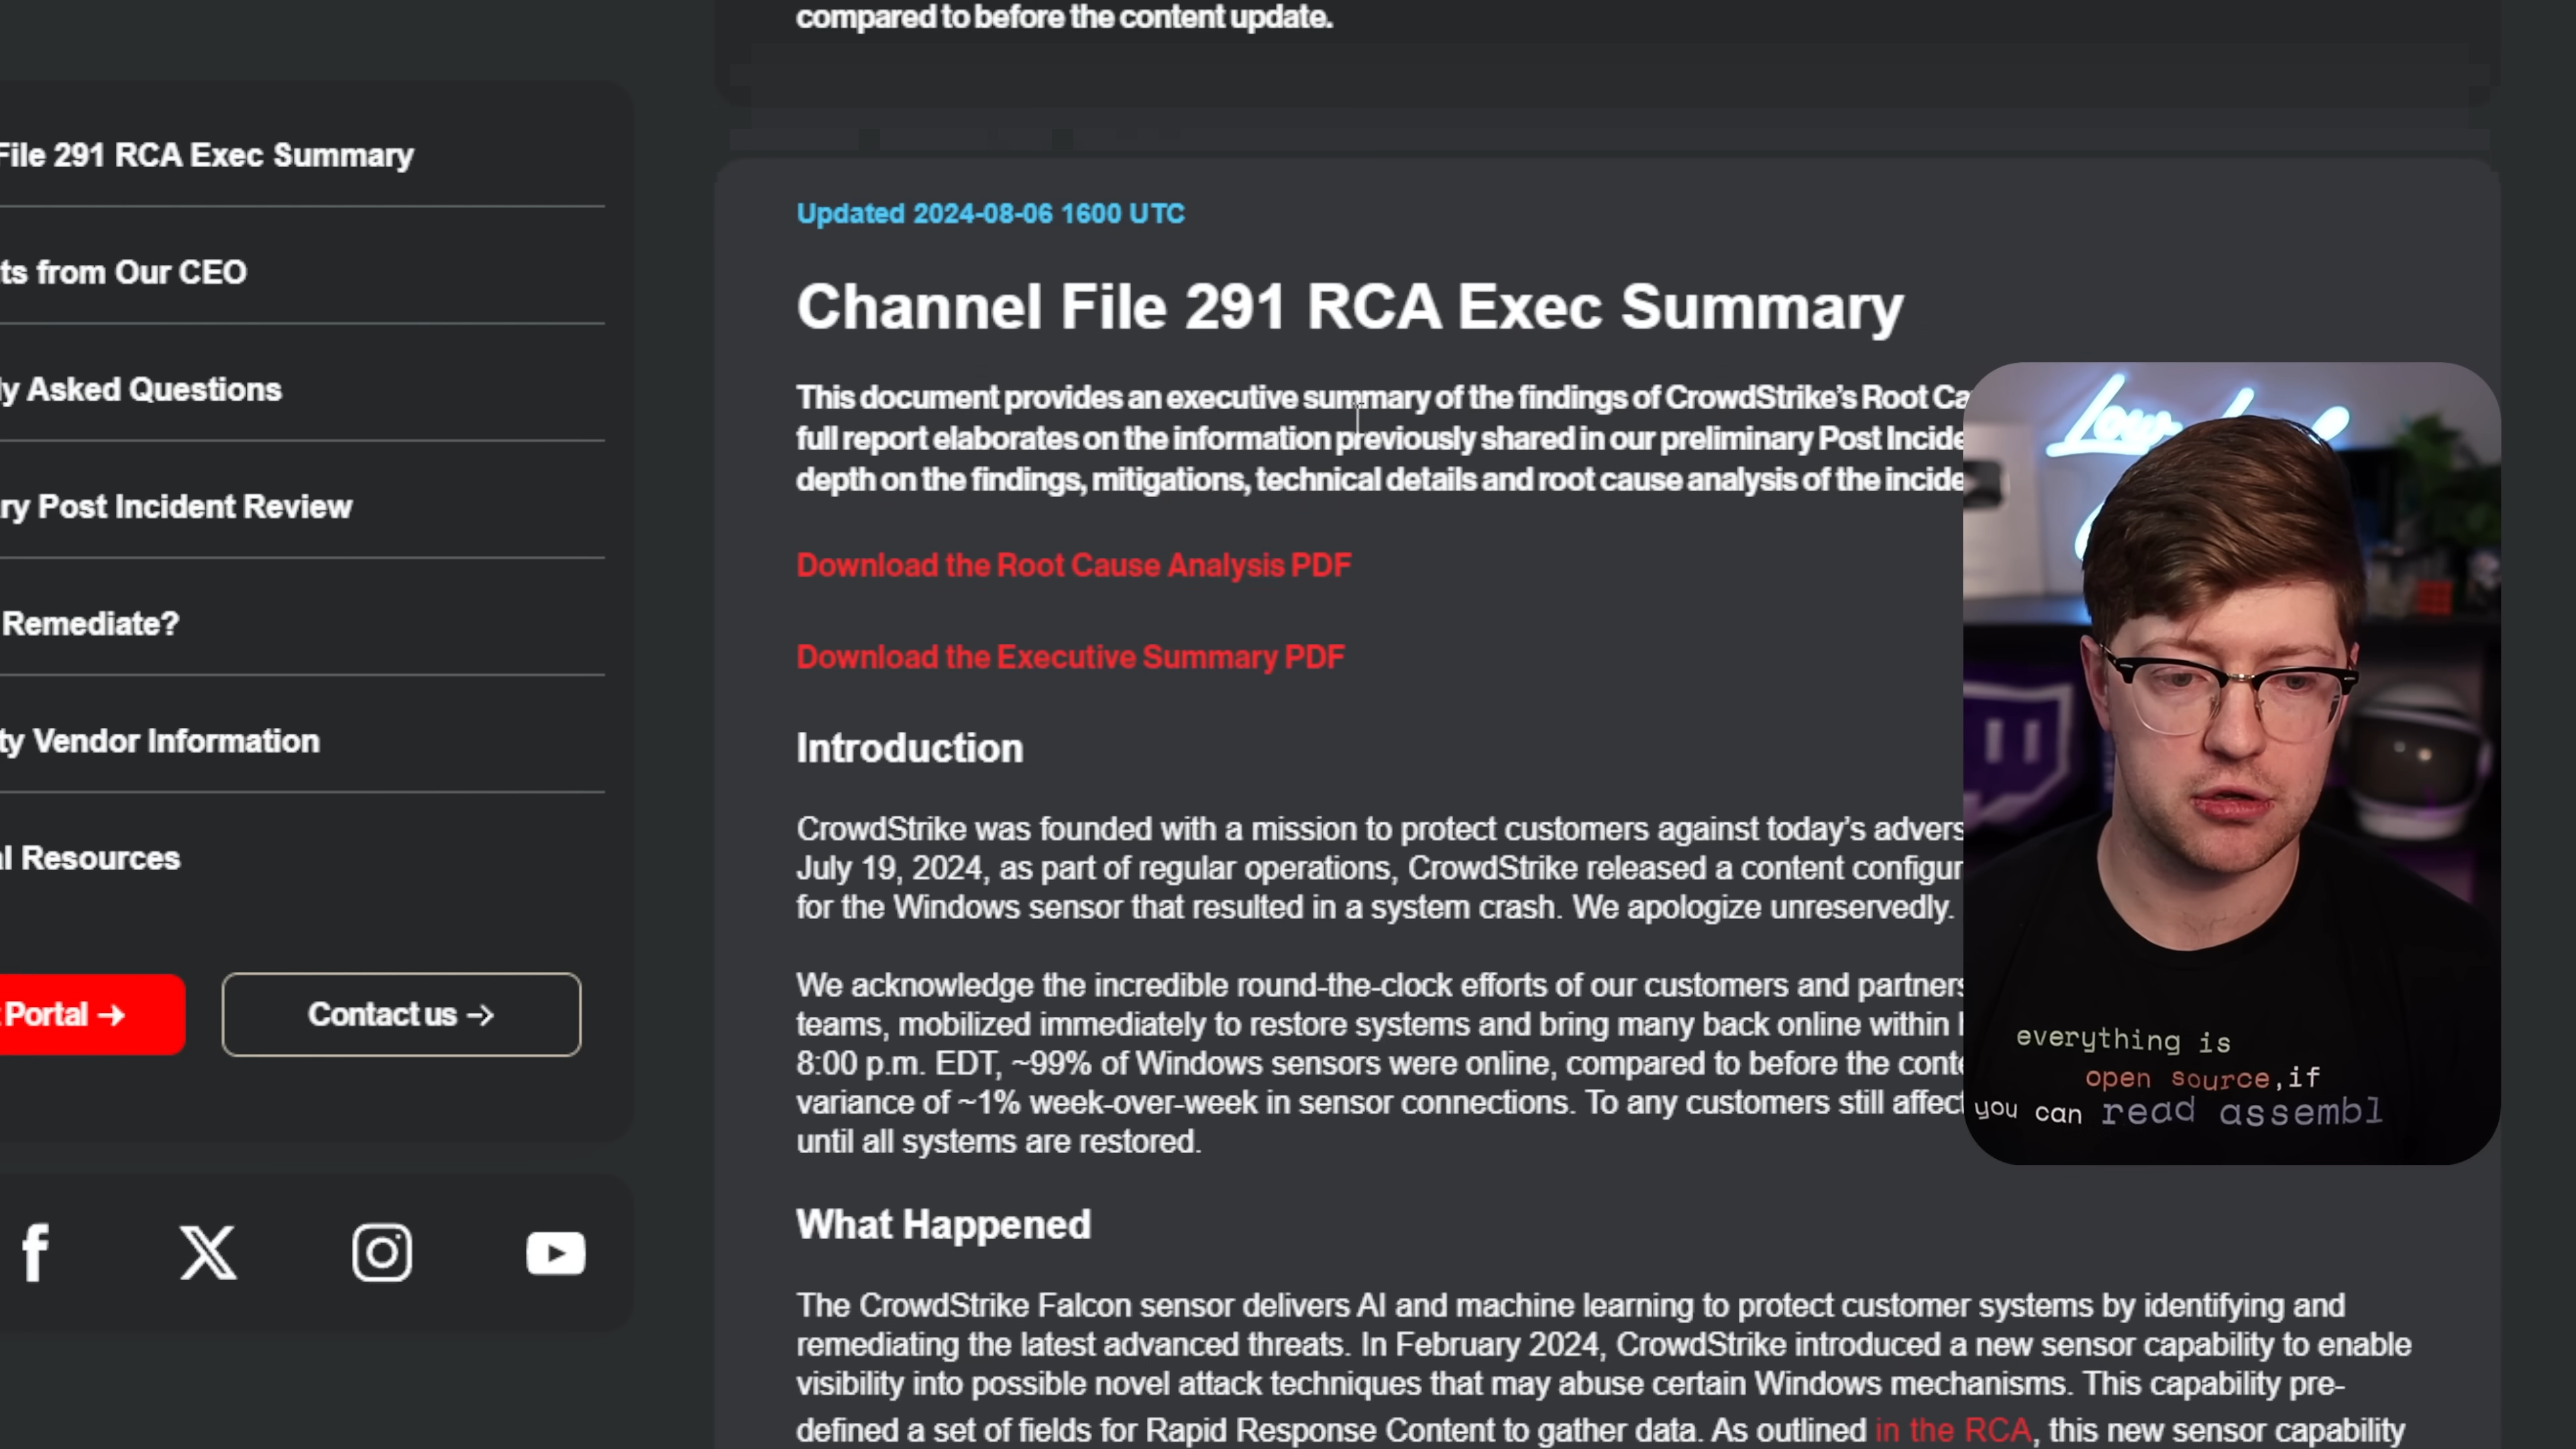 compared to before the content update.
File 291 RCA Exec Summary
ts from Our CEO
ly Asked Questions
ry Post Incident Review
Remediate?
ty Vendor Information
al Resources
Portal →
Contact us →
Updated 2024-08-06 1600 UTC
Channel File 291 RCA Exec Summary
This document provides an executive summary of the findings of CrowdStrike's Root Ca
full report elaborates on the information previously shared in our preliminary Post Incide
depth on the findings, mitigations, technical details and root cause analysis of the incide
Download the Root Cause Analysis PDF
Download the Executive Summary PDF
Introduction
CrowdStrike was founded with a mission to protect customers against today's advers
July 19, 2024, as part of regular operations, CrowdStrike released a content configur
for the Windows sensor that resulted in a system crash. We apologize unreservedly.
We acknowledge the incredible round-the-clock efforts of our customers and partners
teams, mobilized immediately to restore systems and bring many back online within
8:00 p.m. EDT, ~99% of Windows sensors were online, compared to before the conte
variance of ~1% week-over-week in sensor connections. To any customers still affect
until all systems are restored.
What Happened
The CrowdStrike Falcon sensor delivers AI and machine learning to protect customer systems by identifying and
remediating the latest advanced threats. In February 2024, CrowdStrike introduced a new sensor capability to enable
visibility into possible novel attack techniques that may abuse certain Windows mechanisms. This capability pre-
defined a set of fields for Rapid Response Content to gather data. As outlined in the RCA, this new sensor capability
Low
everything is
open source,if
you can read assembl